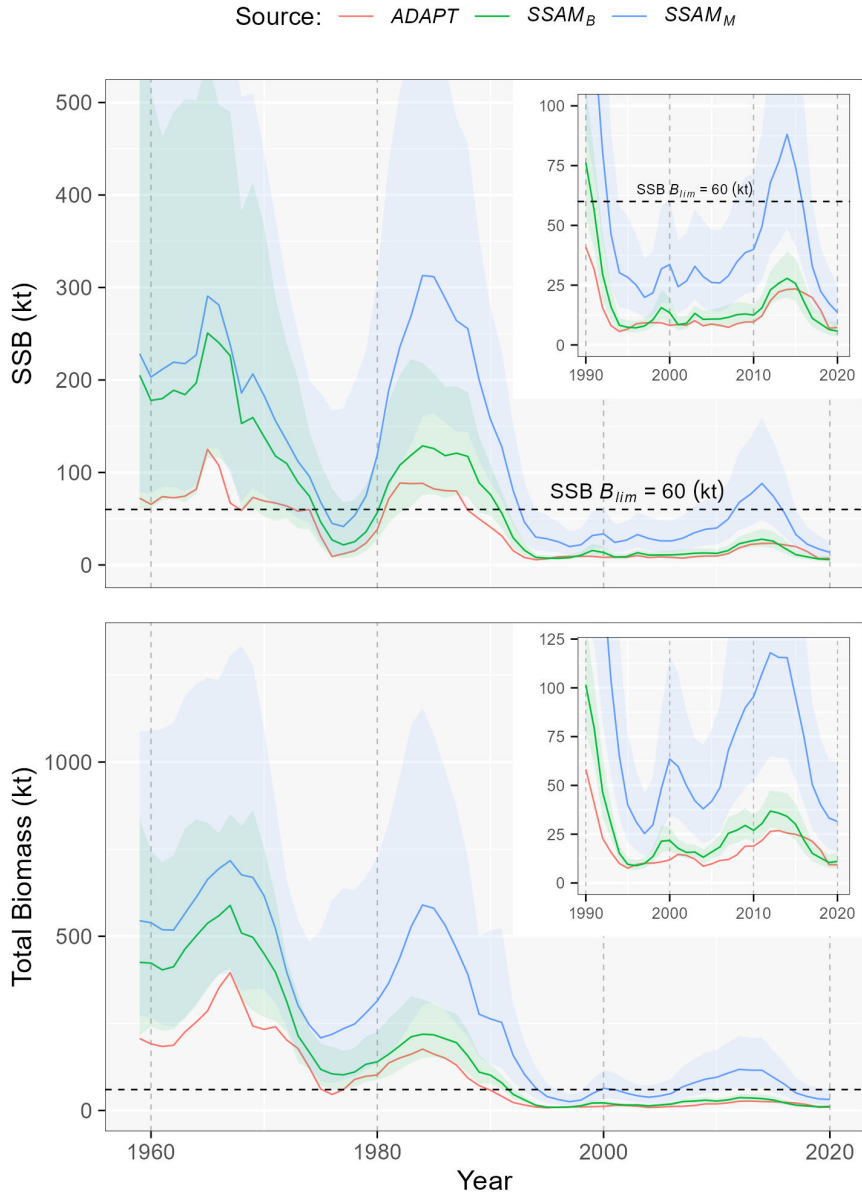 Source: ADAPT SSAM_B SSAM_M
SSB (kt)
500
400
300
200
100
0
SSB B_lim = 60 (kt)
100
75
50
25
0
SSB B_lim = 60 (kt)
1990 2000 2010 2020
Total Biomass (kt)
1000
500
0
125
100
75
50
25
0
1990 2000 2010 2020
1960 1980 2000 2020
Year